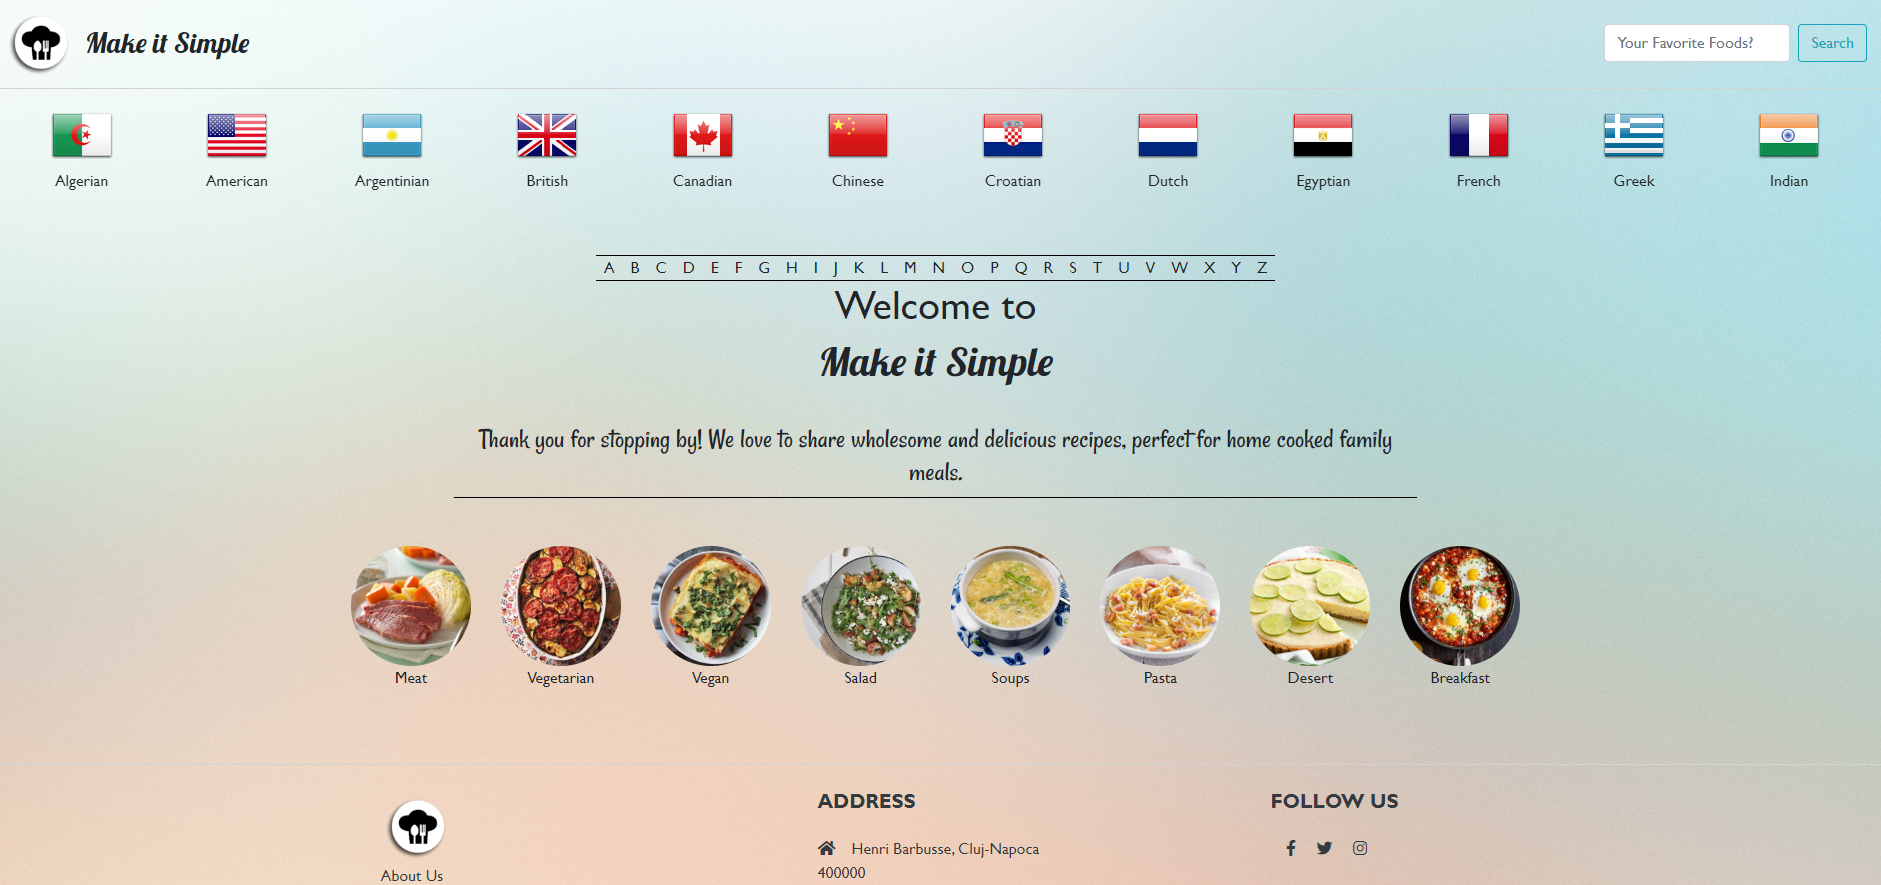 Make it Simple
Your Favorite Foods?
Search
Algerian
American
Argentinian
British
Canadian
Chinese
Croatian
Dutch
Egyptian
French
Greek
Indian
A B C D E F G H I J K L M N O P Q R S T U V W X Y Z
Welcome to
Make it Simple
Thank you for stopping by! We love to share wholesome and delicious recipes, perfect for home cooked family
meals.
Meat
Vegetarian
Vegan
Salad
Soups
Pasta
Desert
Breakfast
About Us
ADDRESS
Henri Barbusse, Cluj-Napoca
400000
FOLLOW US